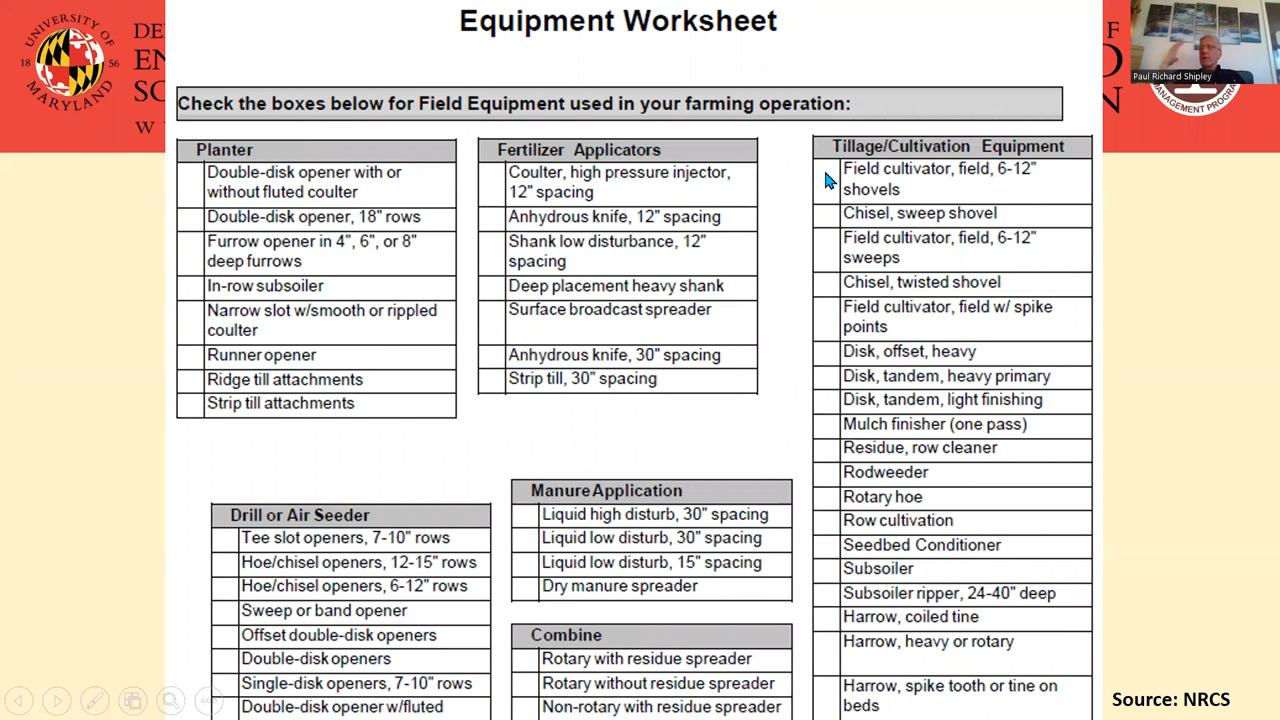 Equipment Worksheet
UNIVERSITY OF
18 56
MARYLAND
DE
EN
SC
W
F
D
N
MANAGEMENT PROGR
Paul Richard Shipley
Check the boxes below for Field Equipment used in your farming operation:
Planter
Double-disk opener with or
without fluted coulter
Double-disk opener, 18" rows
Furrow opener in 4", 6", or 8"
deep furrows
In-row subsoiler
Narrow slot w/smooth or rippled
coulter
Runner opener
Ridge till attachments
Strip till attachments
Fertilizer Applicators
Coulter, high pressure injector,
12" spacing
Anhydrous knife, 12" spacing
Shank low disturbance, 12"
spacing
Deep placement heavy shank
Surface broadcast spreader
Anhydrous knife, 30" spacing
Strip till, 30" spacing
Tillage/Cultivation Equipment
Field cultivator, field, 6-12"
shovels
Chisel, sweep shovel
Field cultivator, field, 6-12"
sweeps
Chisel, twisted shovel
Field cultivator, field w/ spike
points
Disk, offset, heavy
Disk, tandem, heavy primary
Disk, tandem, light finishing
Mulch finisher (one pass)
Residue, row cleaner
Rodweeder
Rotary hoe
Row cultivation
Seedbed Conditioner
Subsoiler
Subsoiler ripper, 24-40" deep
Harrow, coiled tine
Harrow, heavy or rotary
Harrow, spike tooth or tine on
beds
Drill or Air Seeder
Tee slot openers, 7-10" rows
Hoe/chisel openers, 12-15" rows
Hoe/chisel openers, 6-12" rows
Sweep or band opener
Offset double-disk openers
Double-disk openers
Single-disk openers, 7-10" rows
Double-disk opener w/fluted
Manure Application
Liquid high disturb, 30" spacing
Liquid low disturb, 30" spacing
Liquid low disturb, 15" spacing
Dry manure spreader
Combine
Rotary with residue spreader
Rotary without residue spreader
Non-rotary with residue spreader
Source: NRCS